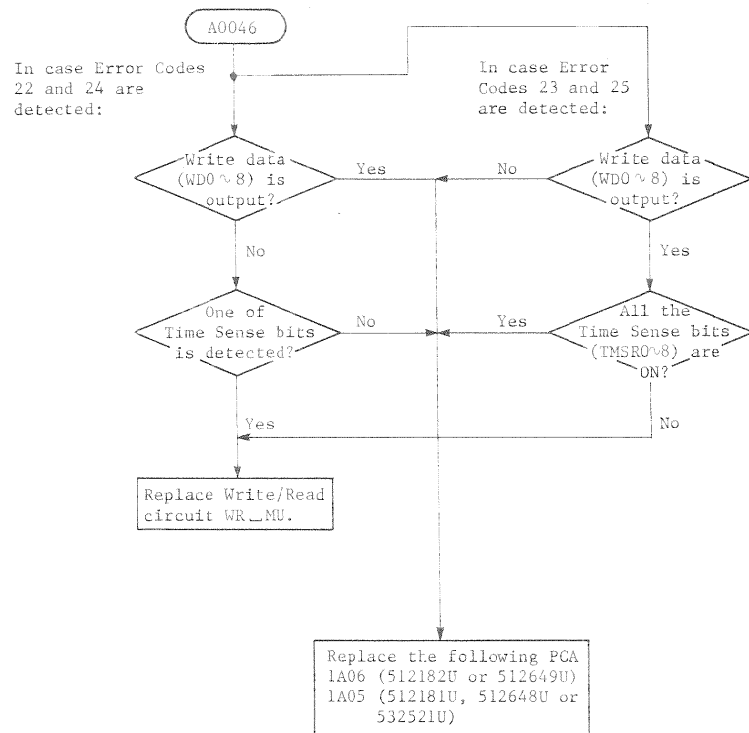 A0046
In case Error Codes
22 and 24 are
detected:
In case Error
Codes 23 and 25
are detected:
Write data
(WD0∿8) is
output?
Yes
No
Write data
(WD0∿8) is
output?
No
Yes
One of
Time Sense bits
is detected?
No
Yes
All the
Time Sense bits
(TMSR0∿8) are
ON?
Yes
No
Replace Write/Read
circuit WR_MU.
Replace the following PCA
1A06 (512182U or 512649U)
1A05 (512181U, 512648U or
532521U)